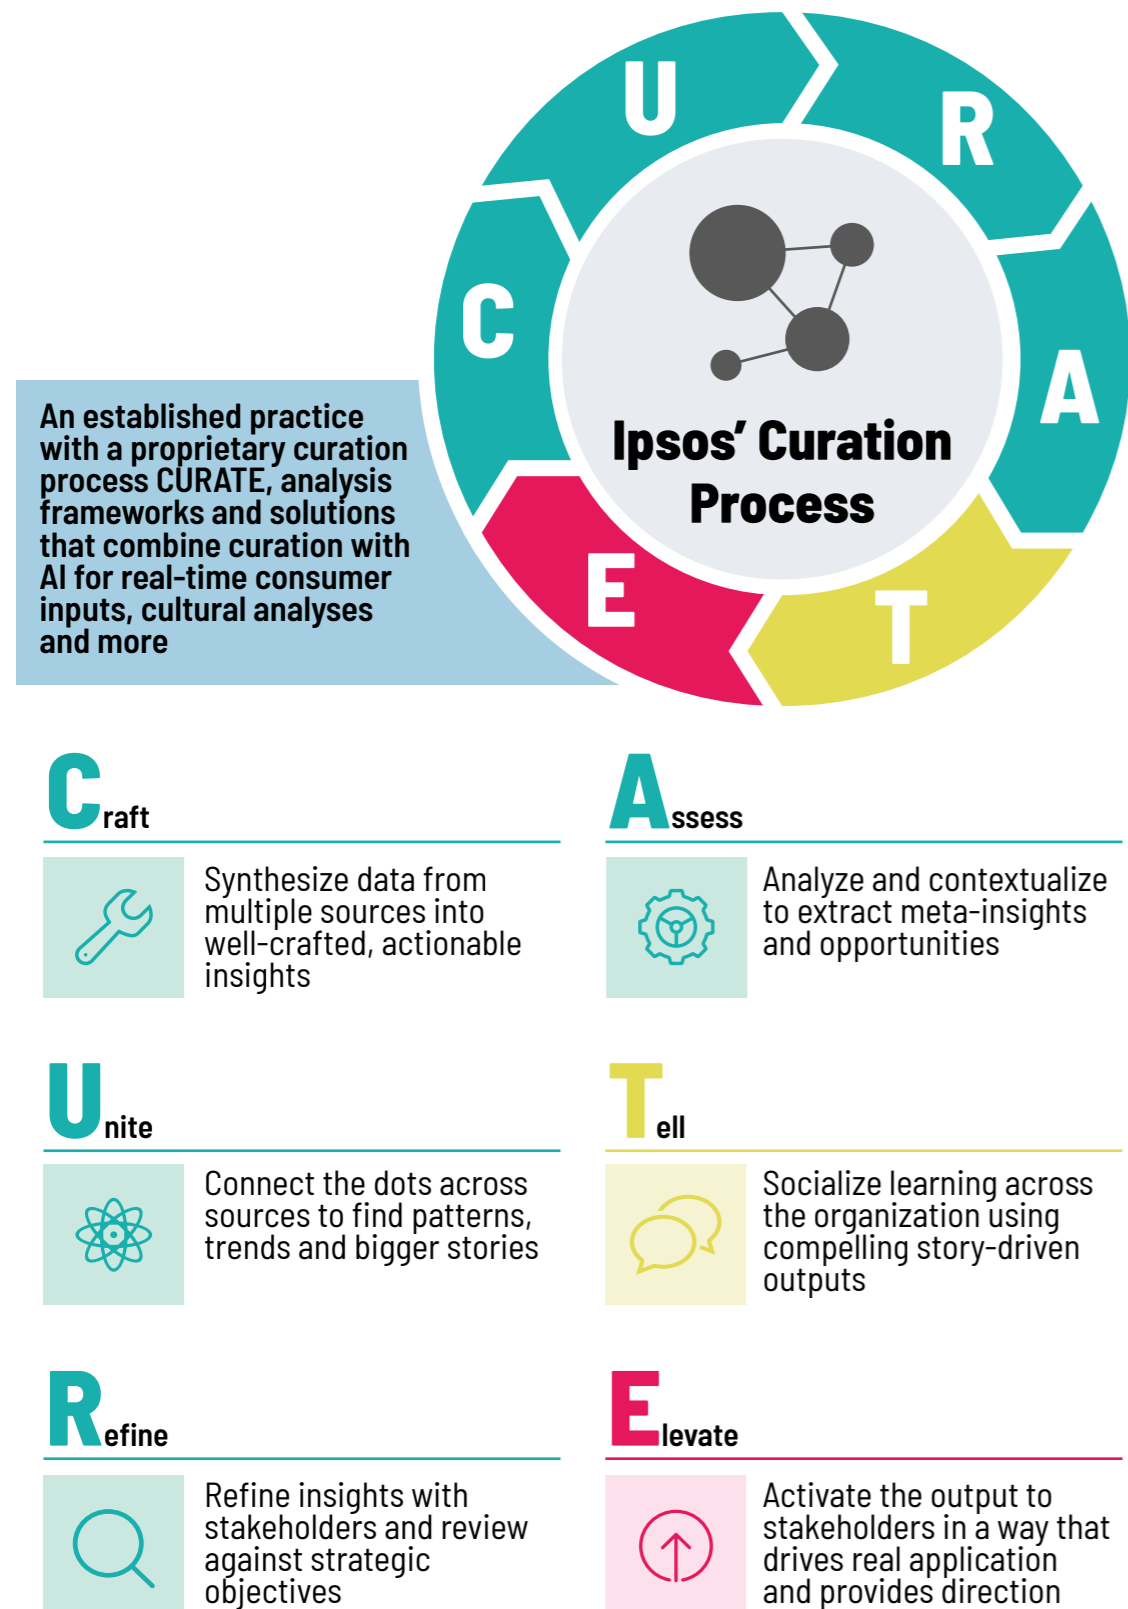 U
R
C
A
E
T
Ipsos’ Curation
Process
An established practice
with a proprietary curation
process CURATE, analysis
frameworks and solutions
that combine curation with
AI for real-time consumer
inputs, cultural analyses
and more
Craft
Synthesize data from
multiple sources into
well-crafted, actionable
insights
Unite
Connect the dots across
sources to find patterns,
trends and bigger stories
Refine
Refine insights with
stakeholders and review
against strategic
objectives
Assess
Analyze and contextualize
to extract meta-insights
and opportunities
Tell
Socialize learning across
the organization using
compelling story-driven
outputs
Elevate
Activate the output to
stakeholders in a way that
drives real application
and provides direction